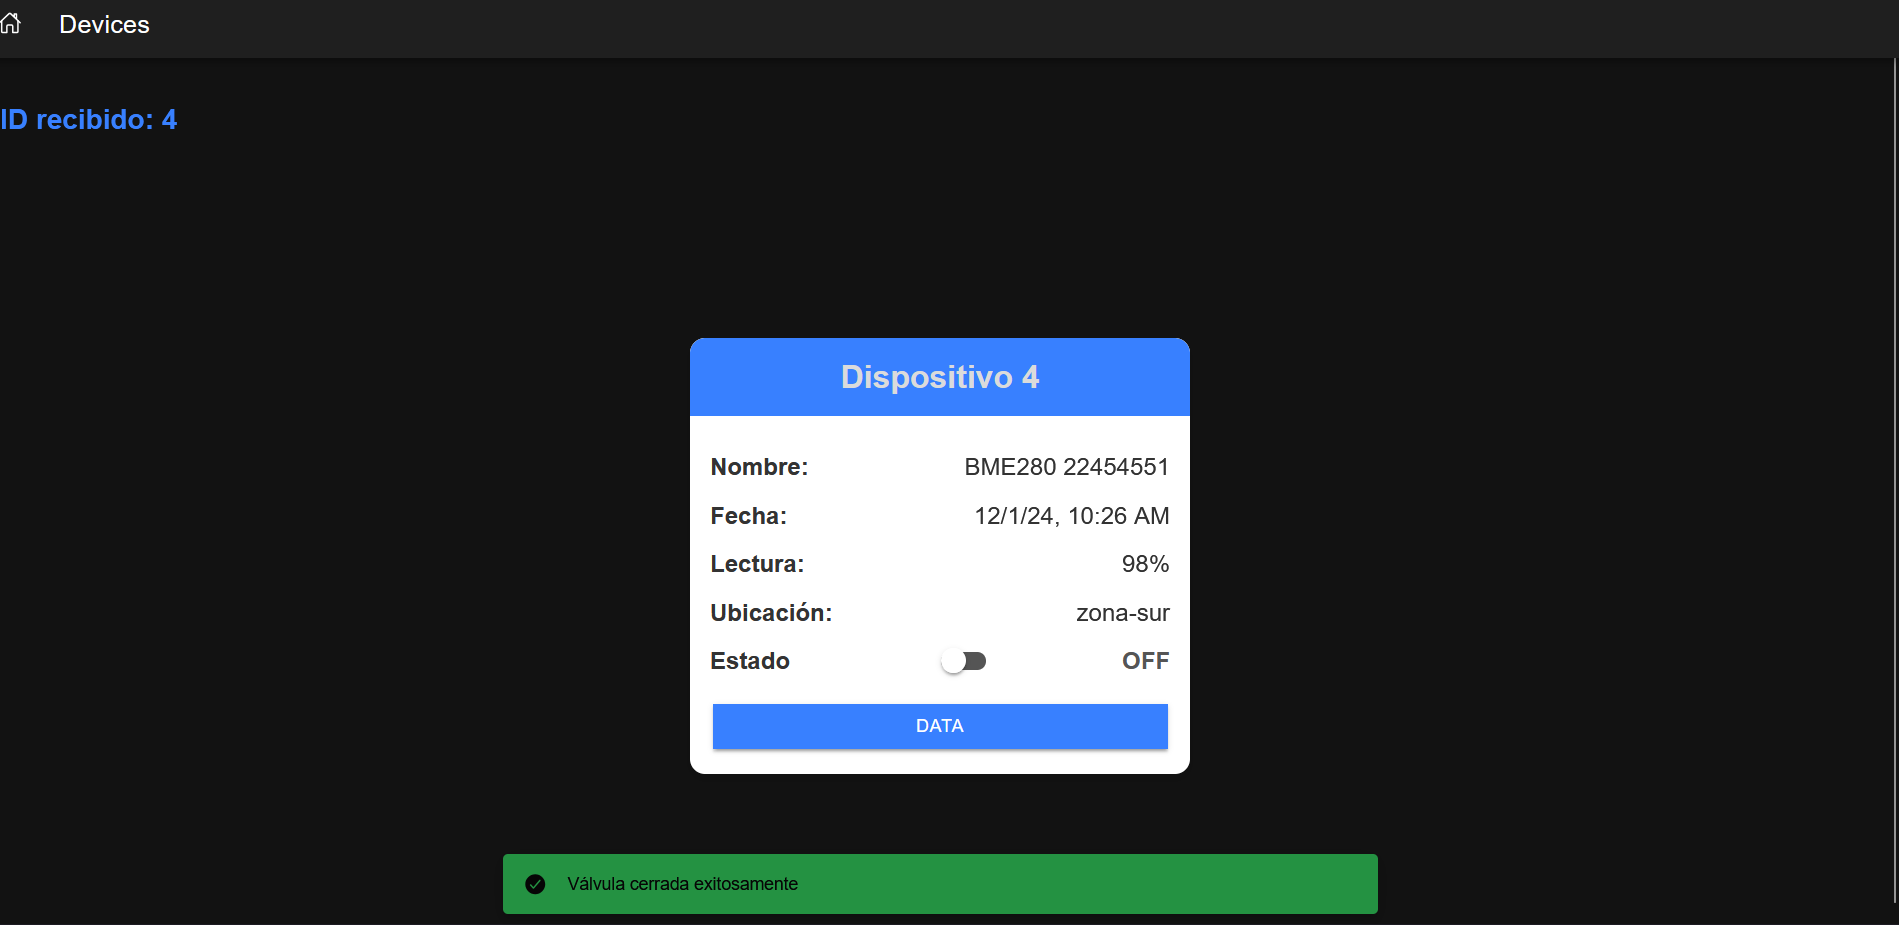 Devices
ID recibido: 4
Dispositivo 4
Nombre: BME280 22454551
Fecha: 12/1/24, 10:26 AM
Lectura: 98%
Ubicación: zona-sur
Estado OFF
DATA
Válvula cerrada exitosamente